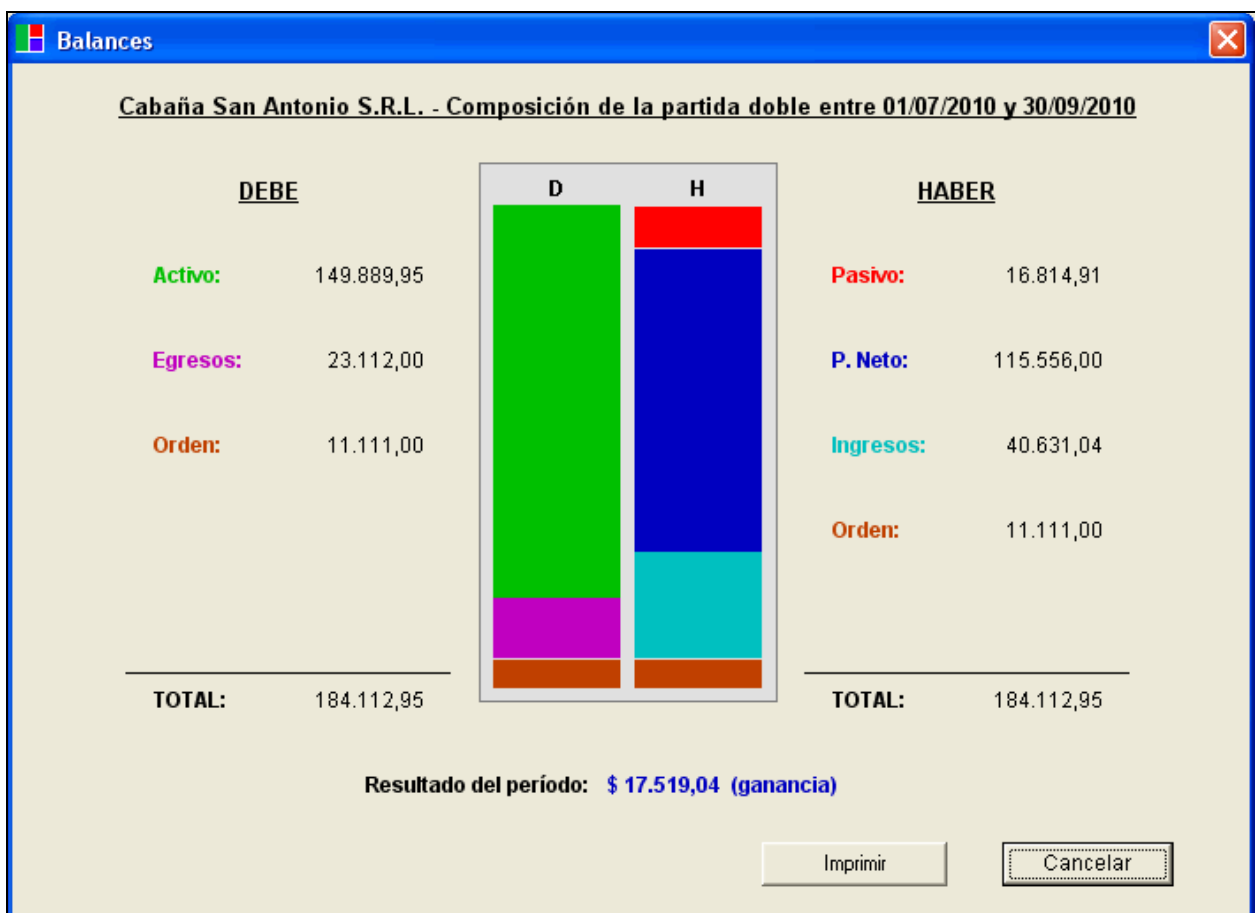 Balances
Cabaña San Antonio S.R.L. - Composición de la partida doble entre 01/07/2010 y 30/09/2010
DEBE
D
H
HABER
Activo: 149.889,95
Pasivo: 16.814,91
Egresos: 23.112,00
P. Neto: 115.556,00
Orden: 11.111,00
Ingresos: 40.631,04
Orden: 11.111,00
TOTAL: 184.112,95
TOTAL: 184.112,95
Resultado del período: $ 17.519,04 (ganancia)
Imprimir
Cancelar